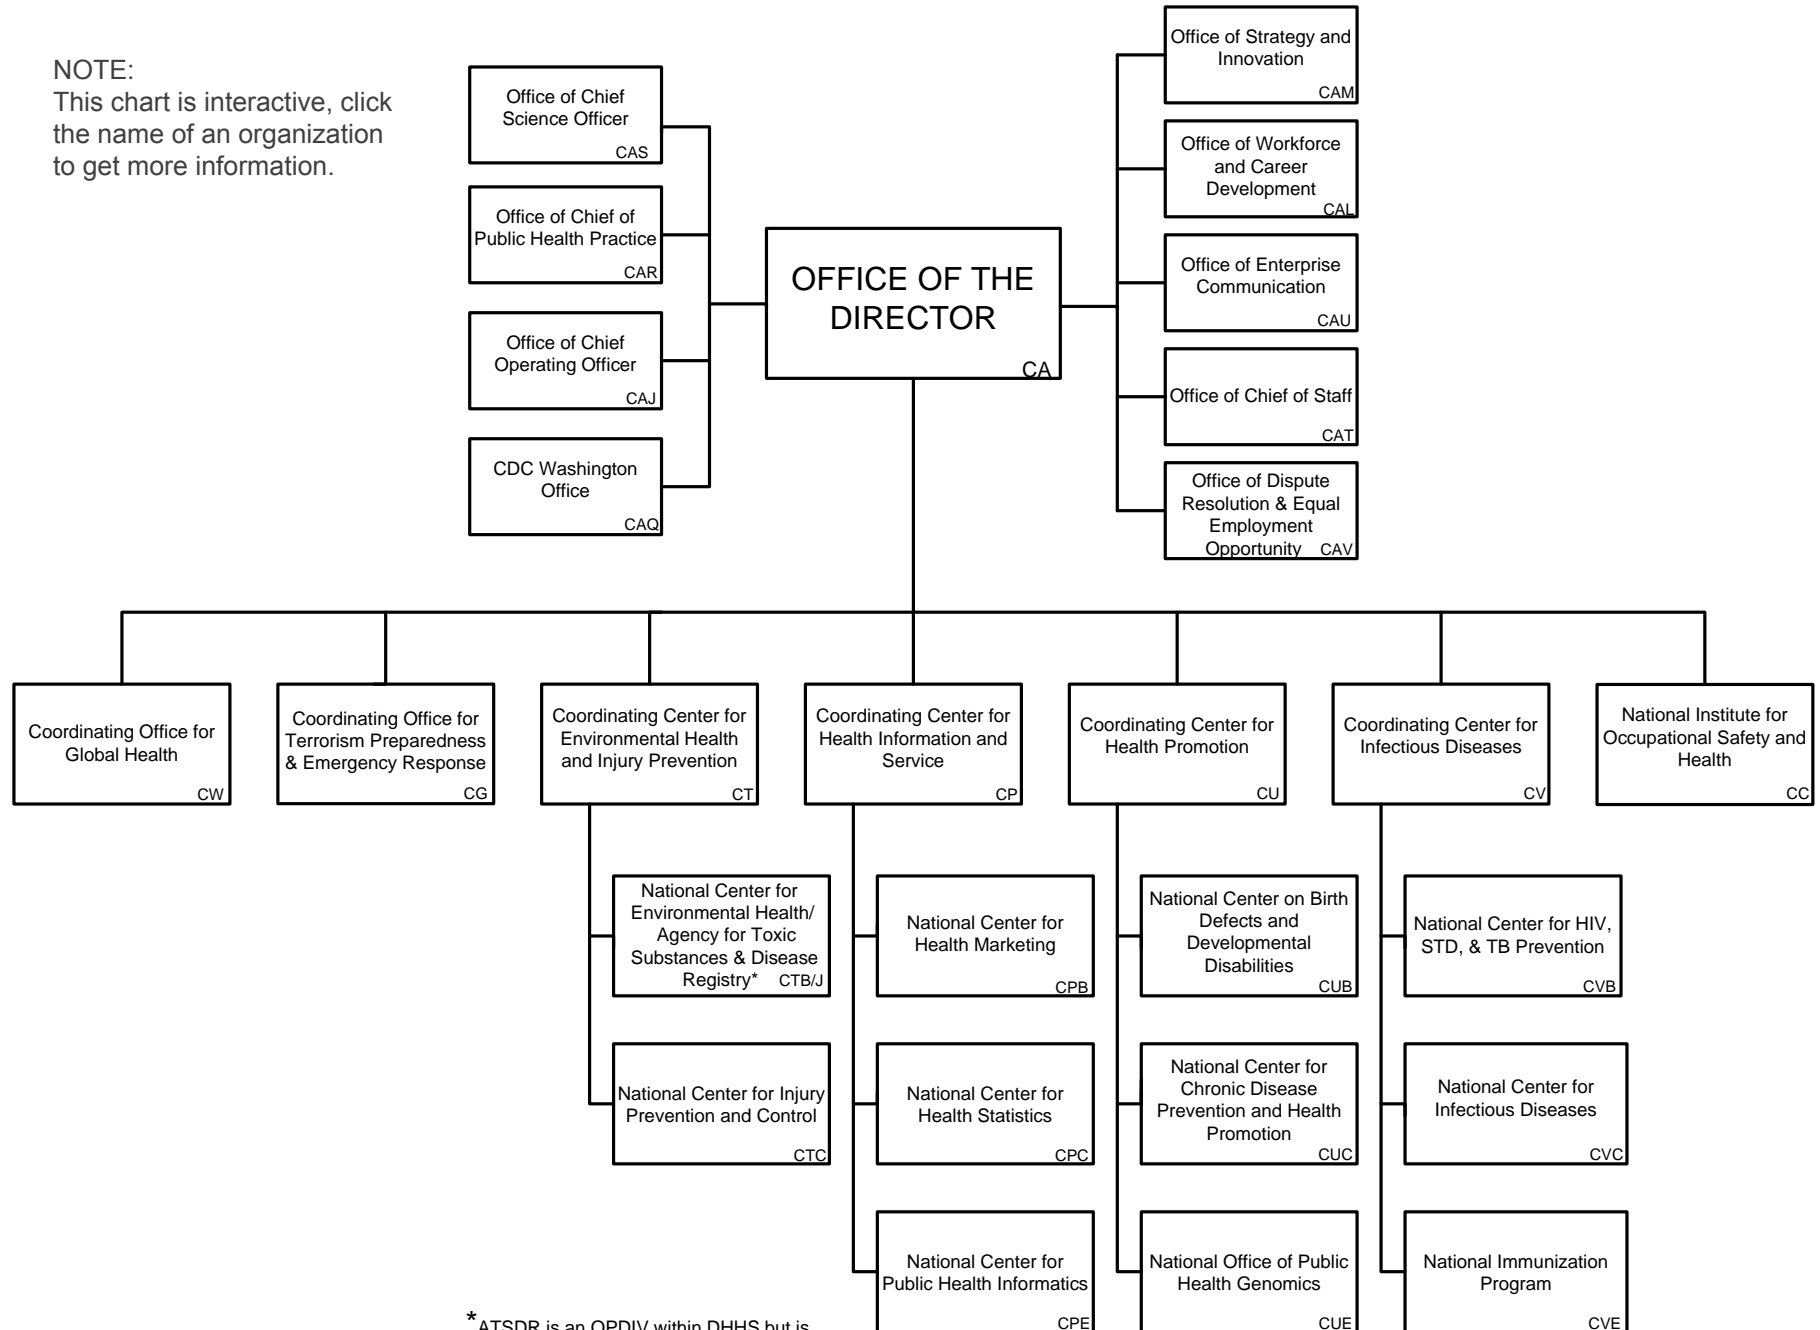 NOTE:
This chart is interactive, click
the name of an organization
to get more information.
Office of Chief
Science Officer
CAS
Office of Chief of
Public Health Practice
CAR
Office of Chief
Operating Officer
CAJ
CDC Washington
Office
CAQ
OFFICE OF THE
DIRECTOR
CA
Office of Strategy and
Innovation
CAM
Office of Workforce
and Career
Development
CAL
Office of Enterprise
Communication
CAU
Office of Chief of Staff
CAT
Office of Dispute
Resolution & Equal
Employment
Opportunity CAV
Coordinating Office for
Global Health
CW
Coordinating Office for
Terrorism Preparedness
& Emergency Response
CG
Coordinating Center for
Environmental Health
and Injury Prevention
CT
Coordinating Center for
Health Information and
Service
CP
Coordinating Center for
Health Promotion
CU
Coordinating Center for
Infectious Diseases
CV
National Institute for
Occupational Safety and
Health
CC
National Center for
Environmental Health/
Agency for Toxic
Substances & Disease
Registry* CTB/J
National Center for Injury
Prevention and Control
CTC
National Center for
Health Marketing
CPB
National Center for
Health Statistics
CPC
National Center for
Public Health Informatics
CPE
National Center on Birth
Defects and
Developmental
Disabilities
CUB
National Center for
Chronic Disease
Prevention and Health
Promotion
CUC
National Office of Public
Health Genomics
CUE
National Center for HIV,
STD, & TB Prevention
CVB
National Center for
Infectious Diseases
CVC
National Immunization
Program
CVE
*ATSDR is an OPDIV within DHHS but is